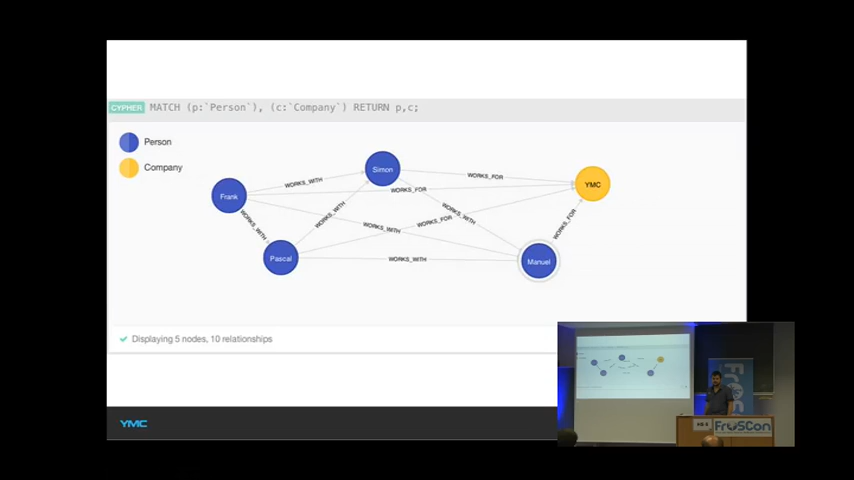 CYPHER MATCH (p:`Person`), (c:`Company`) RETURN p,c;
Person
Company
Simon
Frank
YMC
Pascal
Manuel
WORKS_WITH
WORKS_FOR
WORKS_FOR
WORKS_WITH
WORKS_WITH
WORKS_WITH
WORKS_FOR
WORKS_WITH
WORKS_FOR
WORKS_WITH
Displaying 5 nodes, 10 relationships
YMC
FrOSCon